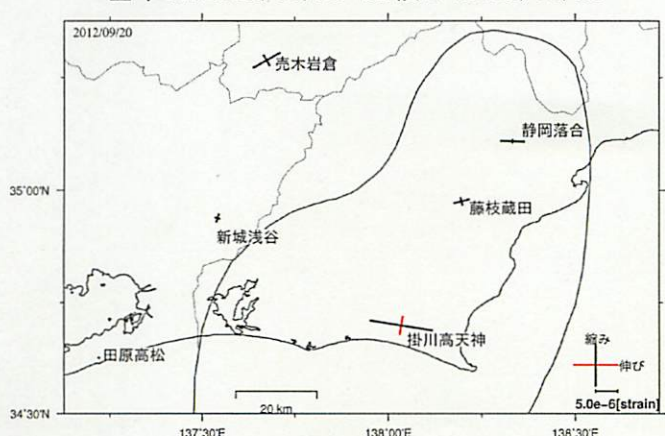 2012/09/20
売木岩倉
静岡落合
35°00'N
藤枝蔵田
新城浅谷
掛川高天神
縮み
田原高松
伸び
5.0e-6[strain]
20 km
34°30'N
137°30'E
138°00'E
138°30'E